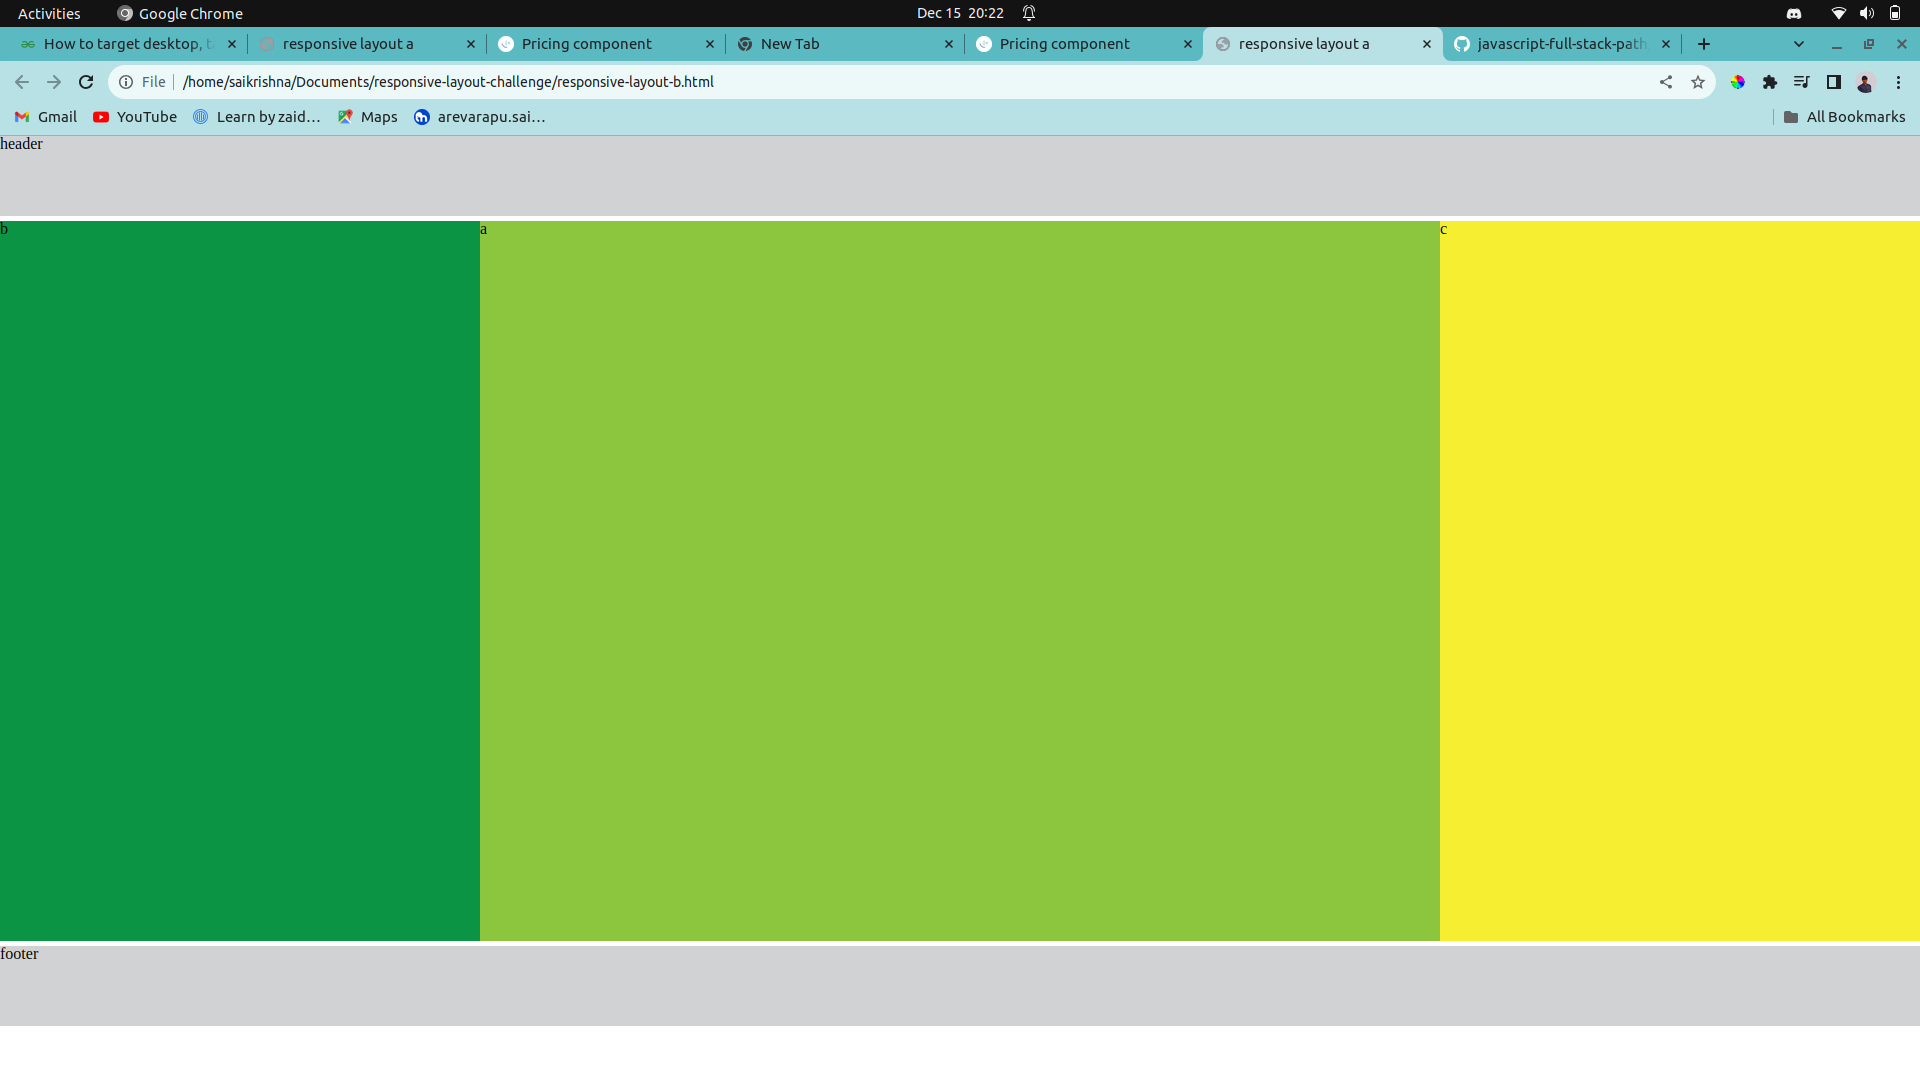 Activities Google Chrome Dec 15 20:22
How to target desktop, ta responsive layout a Pricing component New Tab Pricing component responsive layout a javascript-full-stack-path
File /home/saikrishna/Documents/responsive-layout-challenge/responsive-layout-b.html
Gmail YouTube Learn by zaid… Maps arevarapu.sai… All Bookmarks
header
b a c
footer